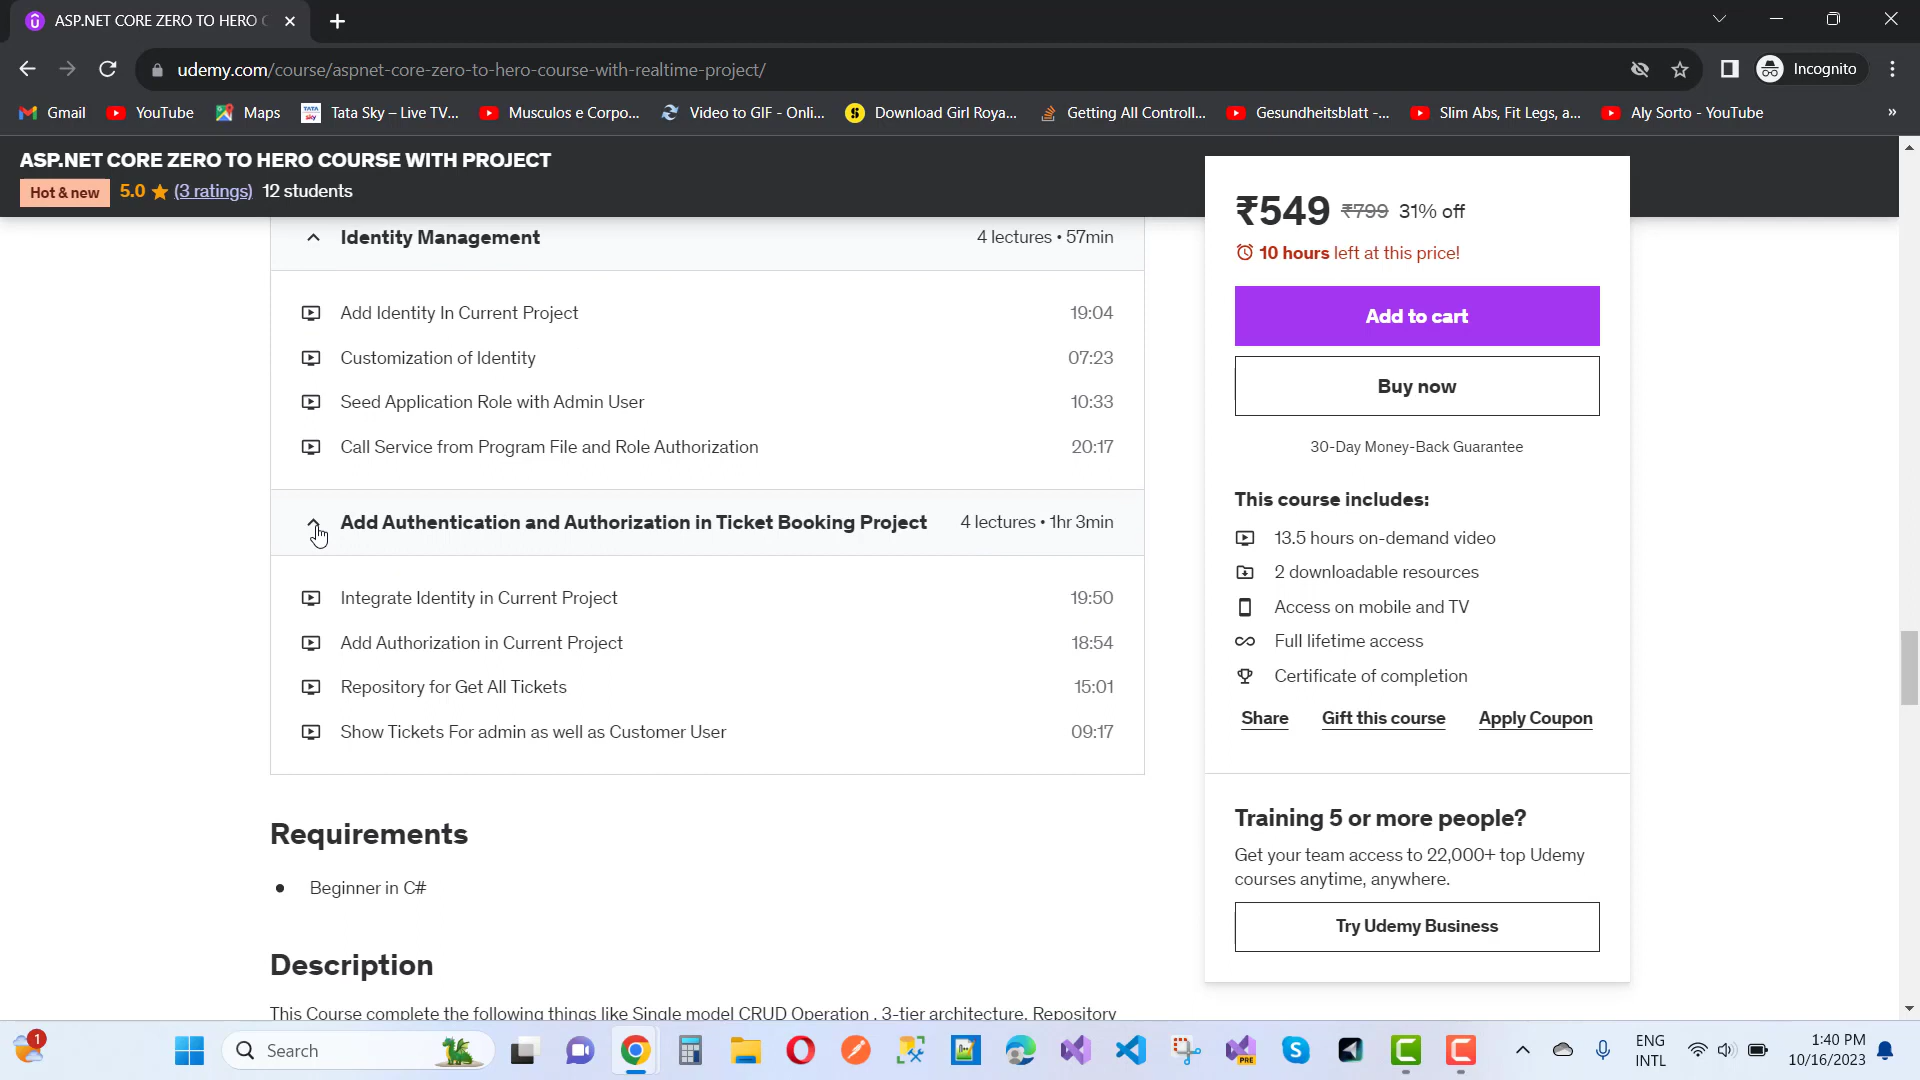 ASP.NET CORE ZERO TO HERO C
udemy.com/course/aspnet-core-zero-to-hero-course-with-realtime-project/
Incognito
Gmail
YouTube
Maps
Tata Sky – Live TV...
Musculos e Corpo...
Video to GIF - Onli...
Download Girl Roya...
Getting All Controll...
Gesundheitsblatt -...
Slim Abs, Fit Legs, a...
Aly Sorto - YouTube
»
ASP.NET CORE ZERO TO HERO COURSE WITH PROJECT
Hot & new 5.0 (3 ratings) 12 students
Identity Management 4 lectures • 57min
Add Identity In Current Project 19:04
Customization of Identity 07:23
Seed Application Role with Admin User 10:33
Call Service from Program File and Role Authorization 20:17
Add Authentication and Authorization in Ticket Booking Project 4 lectures • 1hr 3min
Integrate Identity in Current Project 19:50
Add Authorization in Current Project 18:54
Repository for Get All Tickets 15:01
Show Tickets For admin as well as Customer User 09:17
Requirements
Beginner in C#
Description
This Course complete the following things like Single model CRUD Operation , 3-tier architecture, Repository
₹549 ₹799 31% off
10 hours left at this price!
Add to cart
Buy now
30-Day Money-Back Guarantee
This course includes:
13.5 hours on-demand video
2 downloadable resources
Access on mobile and TV
Full lifetime access
Certificate of completion
Share Gift this course Apply Coupon
Training 5 or more people?
Get your team access to 22,000+ top Udemy
courses anytime, anywhere.
Try Udemy Business
1
Search
PRE
ENG
INTL
1:40 PM
10/16/2023